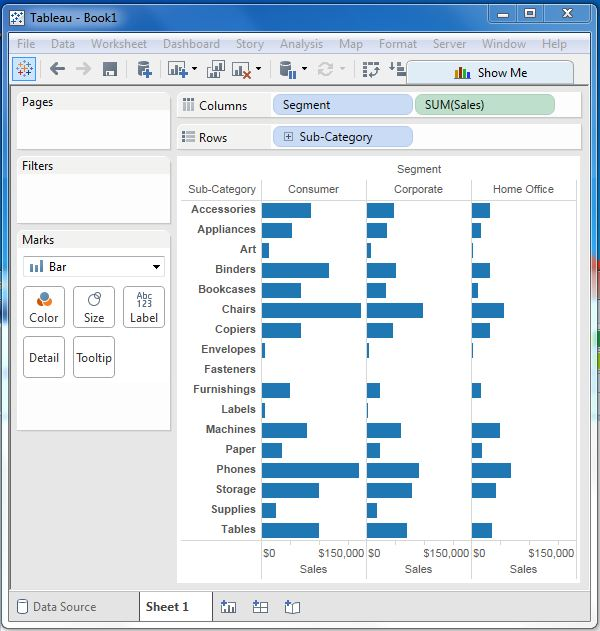 Tableau - Book1
File Data Worksheet Dashboard Story Analysis Map Format Server Window Help
Show Me
Pages
Columns Segment SUM(Sales)
Rows Sub-Category
Filters
Marks
Bar
Color Size Abc 123 Label
Detail Tooltip
Segment
Sub-Category Consumer Corporate Home Office
Accessories
Appliances
Art
Binders
Bookcases
Chairs
Copiers
Envelopes
Fasteners
Furnishings
Labels
Machines
Paper
Phones
Storage
Supplies
Tables
$0 $150,000 $0 $150,000 $0 $150,000
Sales Sales Sales
Data Source Sheet 1